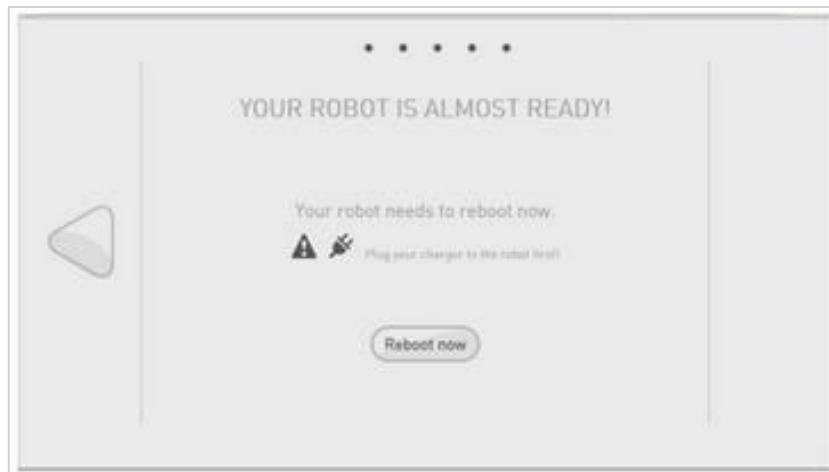 YOUR ROBOT IS ALMOST READY!
Your robot needs to reboot now.
Plug your charger to the robot first!
Reboot now